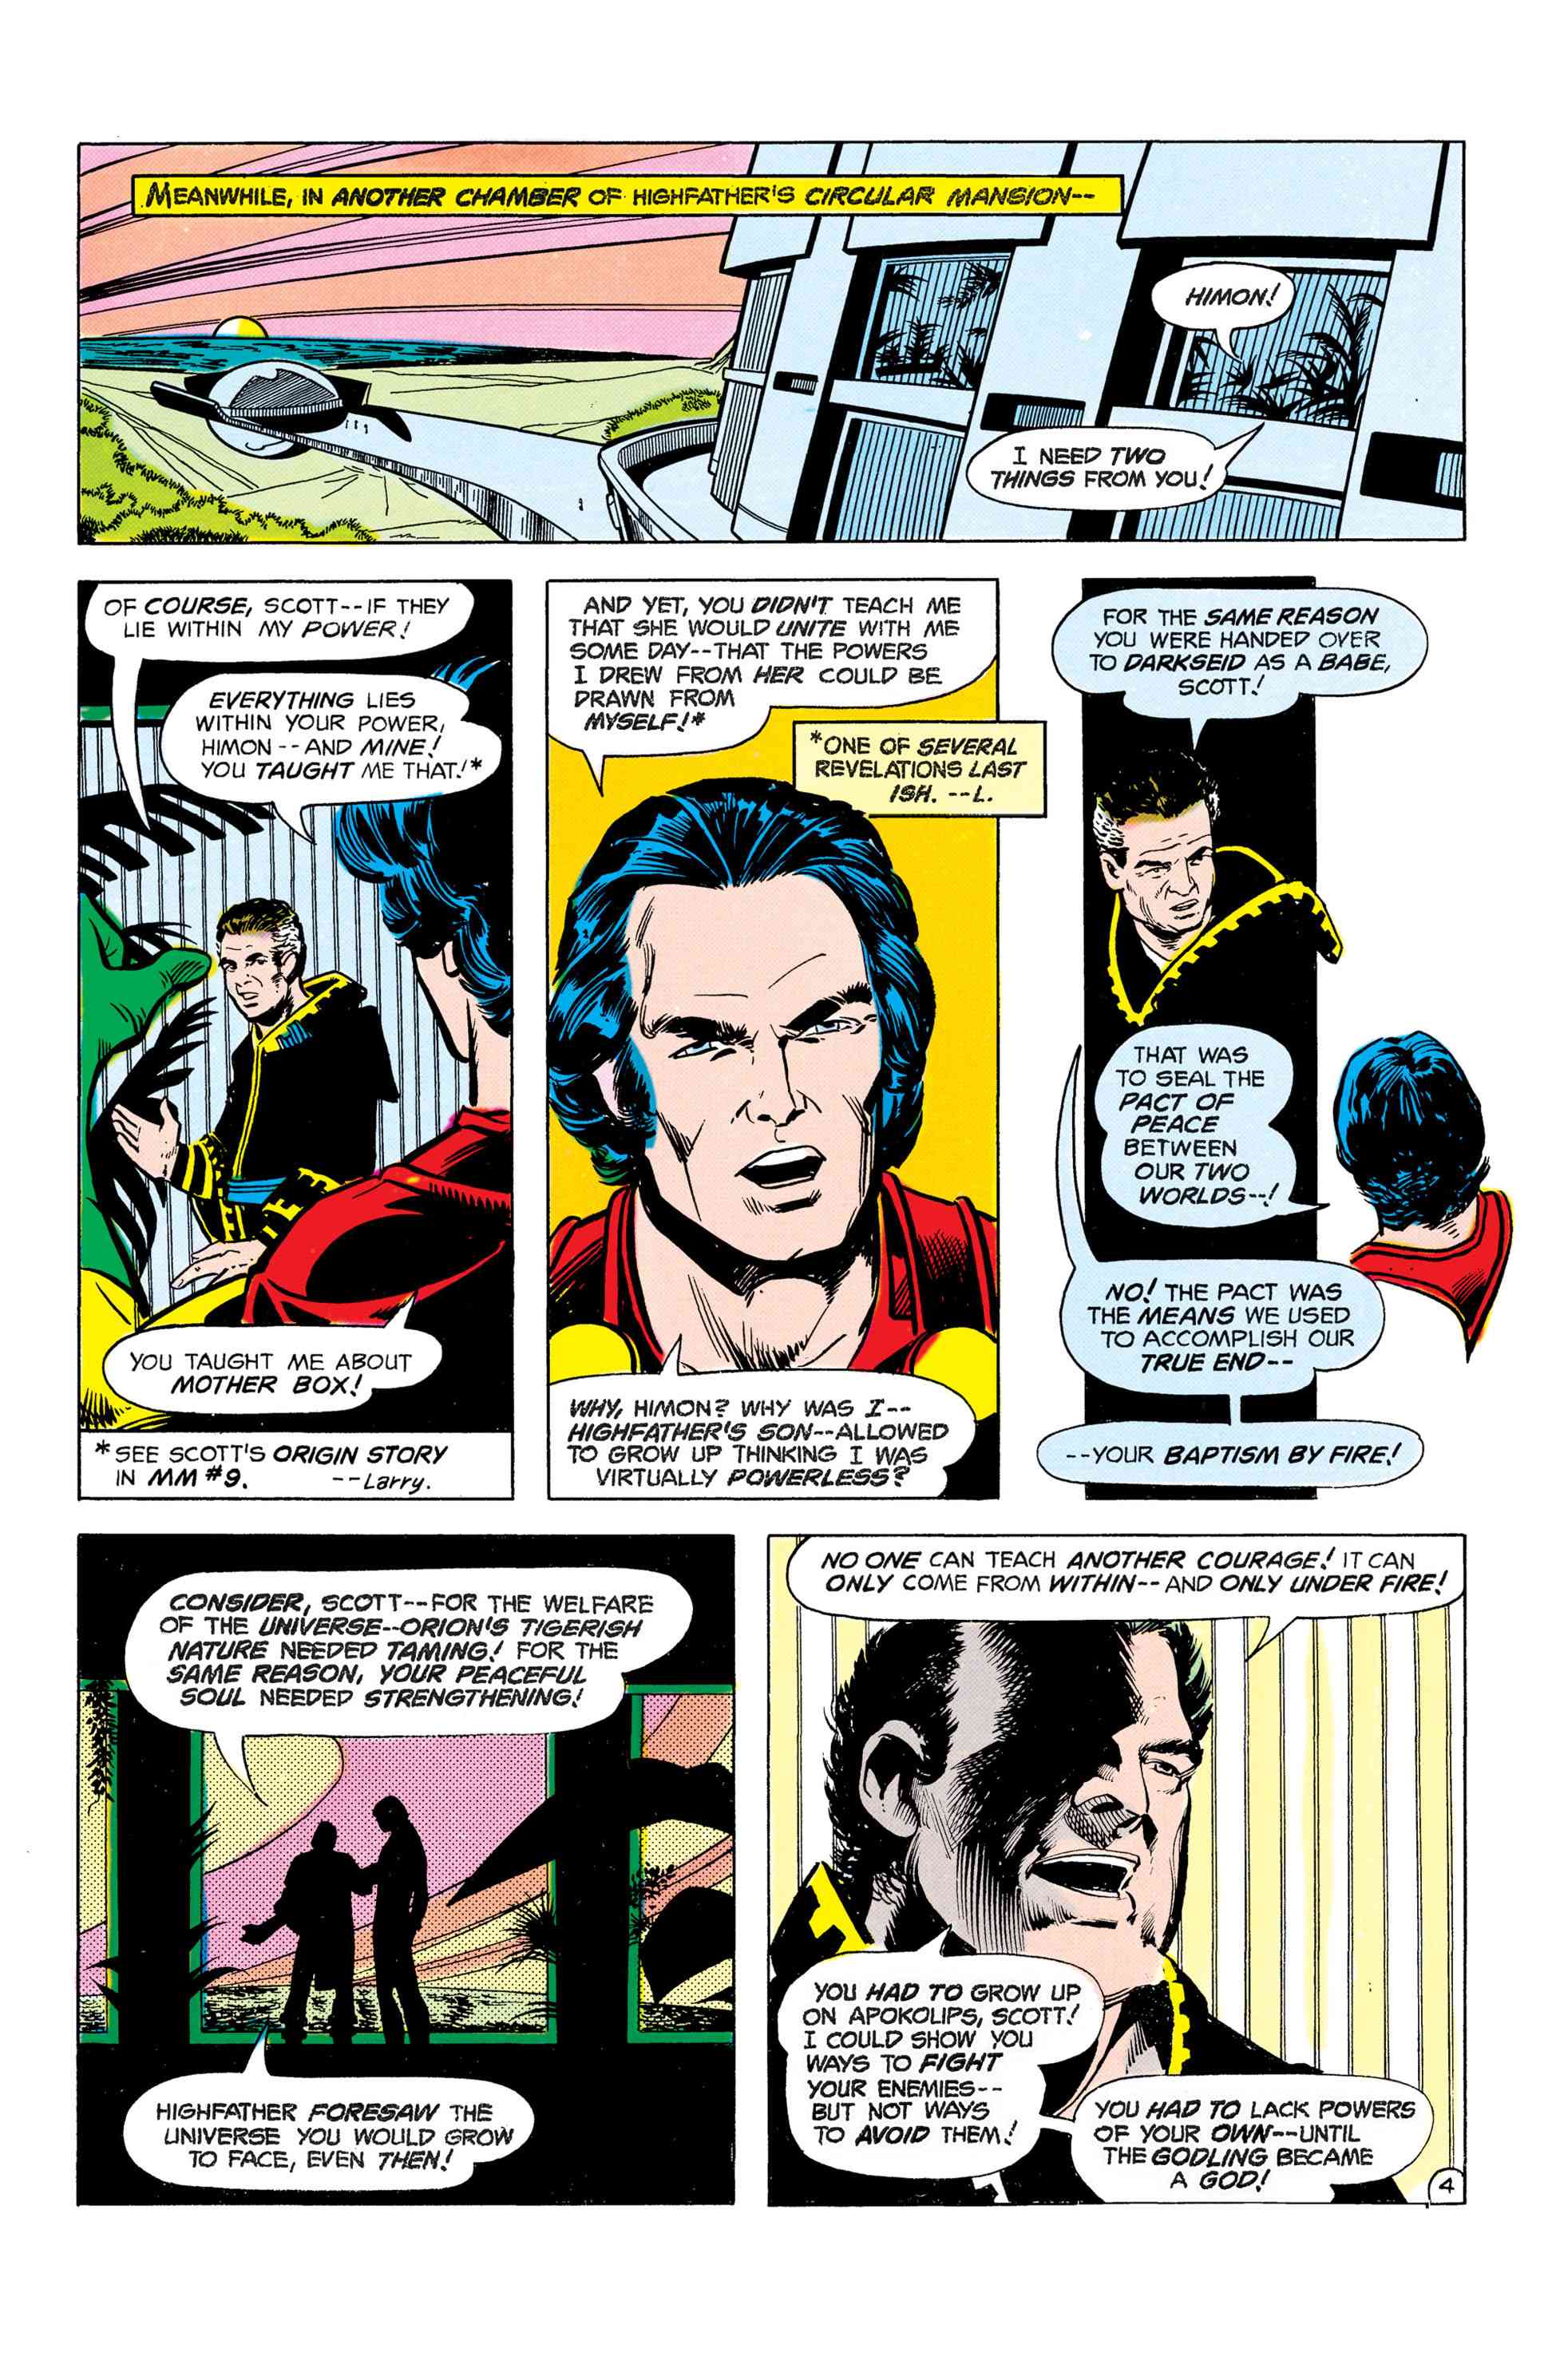 MEANWHILE, IN ANOTHER CHAMBER OF HIGHFATHER'S CIRCULAR MANSION--
HIMON!
I NEED TWO
THINGS FROM YOU!
OF COURSE, SCOTT--IF THEY
LIE WITHIN MY POWER!
EVERYTHING LIES
WITHIN YOUR POWER,
HIMON--AND MINE!
YOU TAUGHT ME THAT!*
YOU TAUGHT ME ABOUT
MOTHER BOX!
*SEE SCOTT'S ORIGIN STORY
IN MM #9. --Larry.
AND YET, YOU DIDN'T TEACH ME
THAT SHE WOULD UNITE WITH ME
SOME DAY--THAT THE POWERS
I DREW FROM HER COULD BE
DRAWN FROM
MYSELF!*
*ONE OF SEVERAL
REVELATIONS LAST
ISH. --L.
WHY, HIMON? WHY WAS I--
HIGHFATHER'S SON--ALLOWED
TO GROW UP THINKING I WAS
VIRTUALLY POWERLESS?
FOR THE SAME REASON
YOU WERE HANDED OVER
TO DARKSEID AS A BABE,
SCOTT!
THAT WAS
TO SEAL THE
PACT OF
PEACE
BETWEEN
OUR TWO
WORLDS--!
NO! THE PACT WAS
THE MEANS WE USED
TO ACCOMPLISH OUR
TRUE END--
--YOUR BAPTISM BY FIRE!
CONSIDER, SCOTT--FOR THE WELFARE
OF THE UNIVERSE--ORION'S TIGERISH
NATURE NEEDED TAMING! FOR THE
SAME REASON, YOUR PEACEFUL
SOUL NEEDED STRENGTHENING!
HIGHFATHER FORESAW THE
UNIVERSE YOU WOULD GROW
TO FACE, EVEN THEN!
NO ONE CAN TEACH ANOTHER COURAGE! IT CAN
ONLY COME FROM WITHIN--AND ONLY UNDER FIRE!
YOU HAD TO GROW UP
ON APOKOLIPS, SCOTT!
I COULD SHOW YOU
WAYS TO FIGHT
YOUR ENEMIES--
BUT NOT WAYS
TO AVOID THEM!
YOU HAD TO LACK POWERS
OF YOUR OWN--UNTIL
THE GODLING BECAME
A GOD!
4